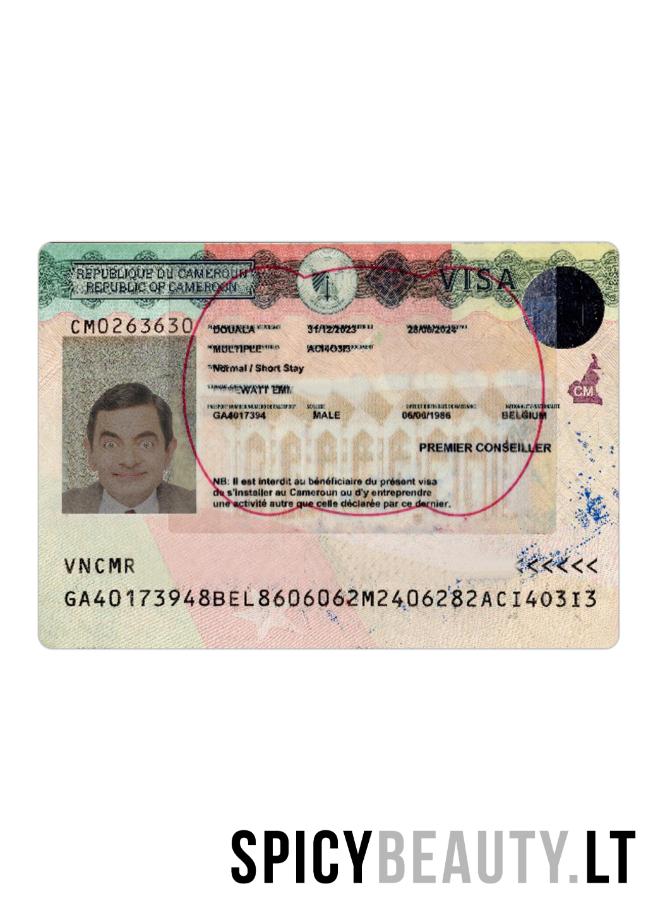 REPUBLIQUE DU CAMEROUN
REPUBLIC OF CAMEROON
VISA
CM0263630
DOUALA 31/12/2023 28/06/2024
MULTIPLE ACI403I3
Normal / Short Stay
WATT EMI
GA4017394 MALE 06/06/1986 BELGIUM
PREMIER CONSEILLER
CM
NB: Il est interdit au bénéficiaire du présent visa
de s'installer au Cameroun ou d'y entreprendre
une activité autre que celle déclarée par ce dernier.
VNCMR <<<<<
GA40173948BEL8606062M2406282ACI403I3
SPICYBEAUTY.LT